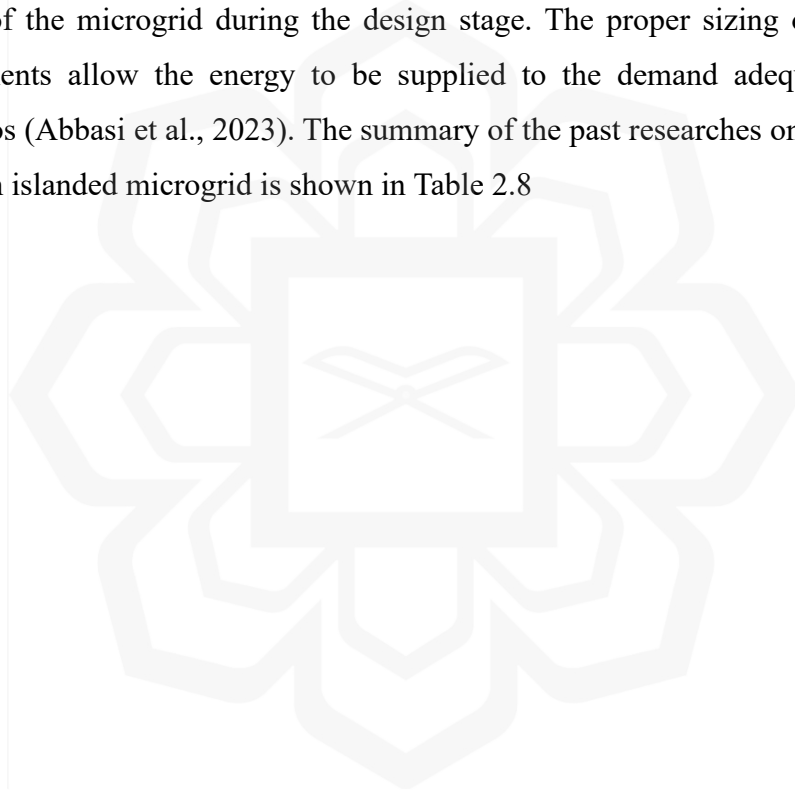 of the microgrid during the design stage. The proper sizing
ents allow the energy to be supplied to the demand adeq
os (Abbasi et al., 2023). The summary of the past researches on
islanded microgrid is shown in Table 2.8